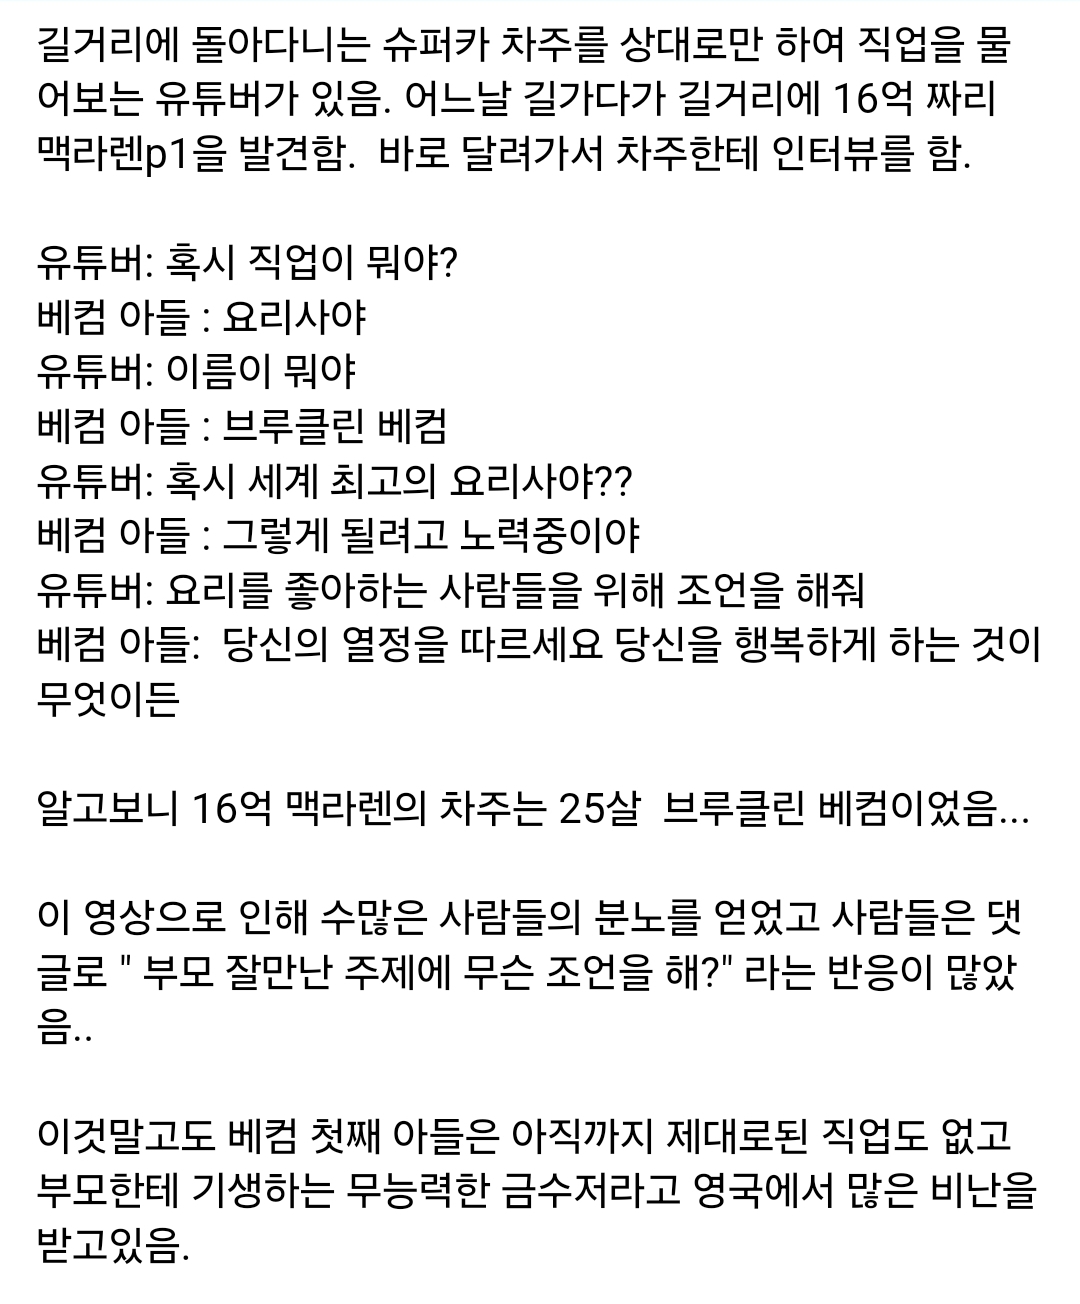 길거리에 돌아다니는 슈퍼카 차주를 상대로만 하여 직업을 물
어보는 유튜버가 있음. 어느날 길가다가 길거리에 16억 짜리
맥라렌p1을 발견함.  바로 달려가서 차주한테 인터뷰를 함.
유튜버: 혹시 직업이 뭐야?
베컴 아들 : 요리사야
유튜버: 이름이 뭐야
베컴 아들 : 브루클린 베컴
유튜버: 혹시 세계 최고의 요리사야??
베컴 아들 : 그렇게 될려고 노력중이야
유튜버: 요리를 좋아하는 사람들을 위해 조언을 해줘
베컴 아들:  당신의 열정을 따르세요 당신을 행복하게 하는 것이
무엇이든
알고보니 16억 맥라렌의 차주는 25살  브루클린 베컴이었음...
이 영상으로 인해 수많은 사람들의 분노를 얻었고 사람들은 댓
글로 " 부모 잘만난 주제에 무슨 조언을 해?" 라는 반응이 많았
음..
이것말고도 베컴 첫째 아들은 아직까지 제대로된 직업도 없고
부모한테 기생하는 무능력한 금수저라고 영국에서 많은 비난을
받고있음.